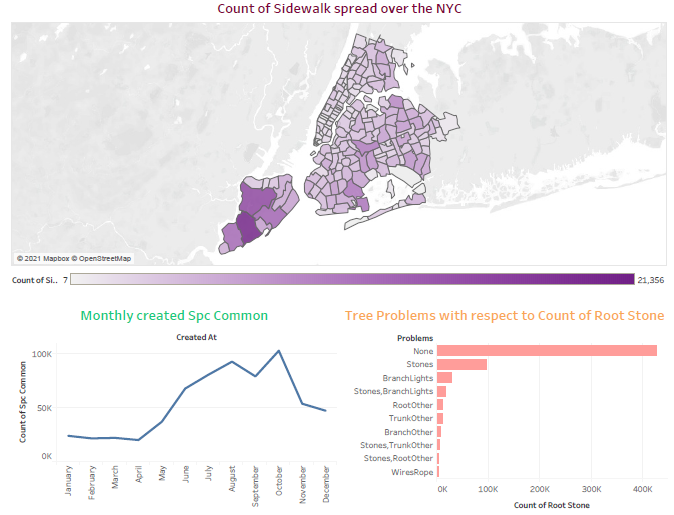 Count of Sidewalk spread over the NYC
© 2021 Mapbox © OpenStreetMap
Count of Si.. 7 21,356
Monthly created Spc Common
Created At
Count of Spc Common
100K
50K
0K
January February March April May June July August September October November December
Tree Problems with respect to Count of Root Stone
Problems
None
Stones
BranchLights
Stones,BranchLights
RootOther
TrunkOther
BranchOther
Stones,TrunkOther
Stones,RootOther
WiresRope
0K 100K 200K 300K 400K
Count of Root Stone